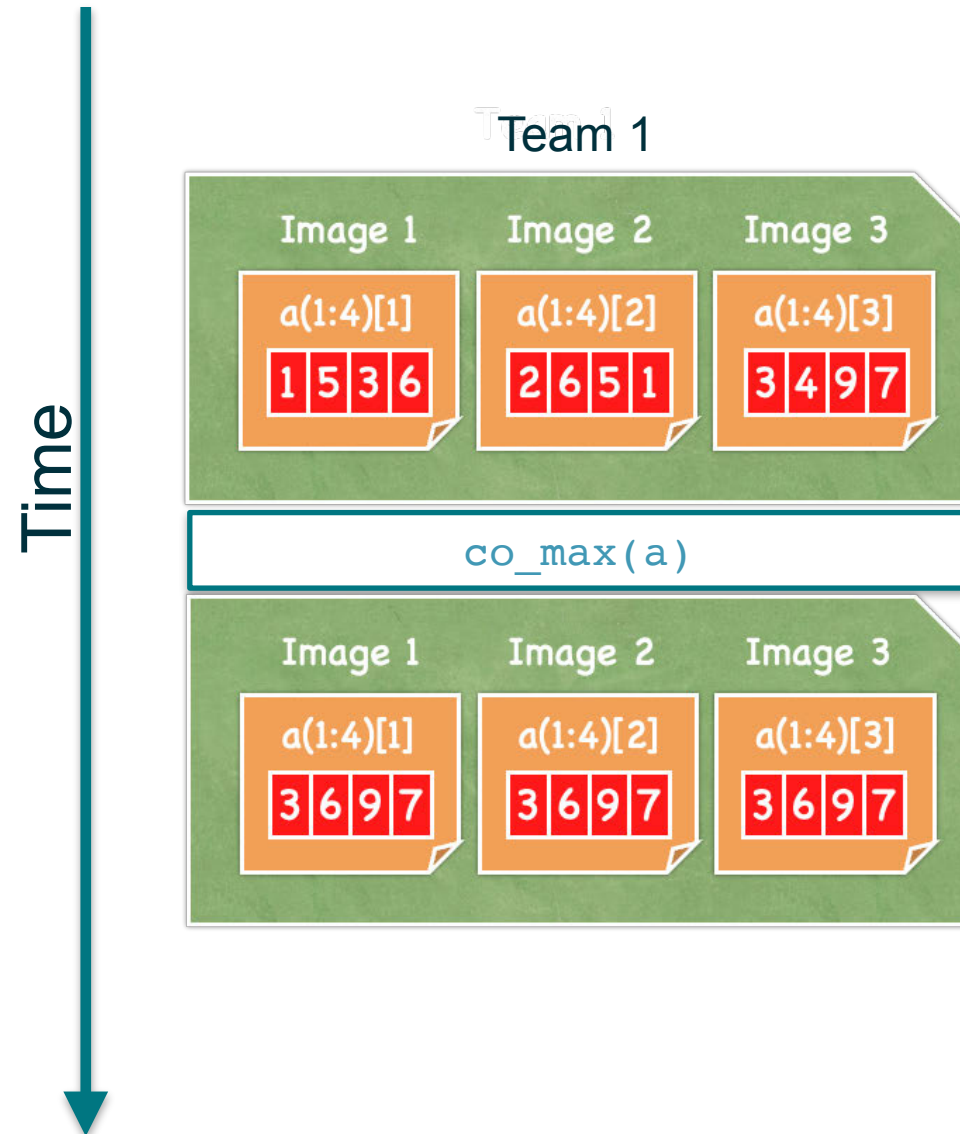 Team 1
Image 1 Image 2 Image 3
a(1:4)[1] a(1:4)[2] a(1:4)[3]
1 5 3 6 2 6 5 1 3 4 9 7
Time
co_max(a)
Image 1 Image 2 Image 3
a(1:4)[1] a(1:4)[2] a(1:4)[3]
3 6 9 7 3 6 9 7 3 6 9 7